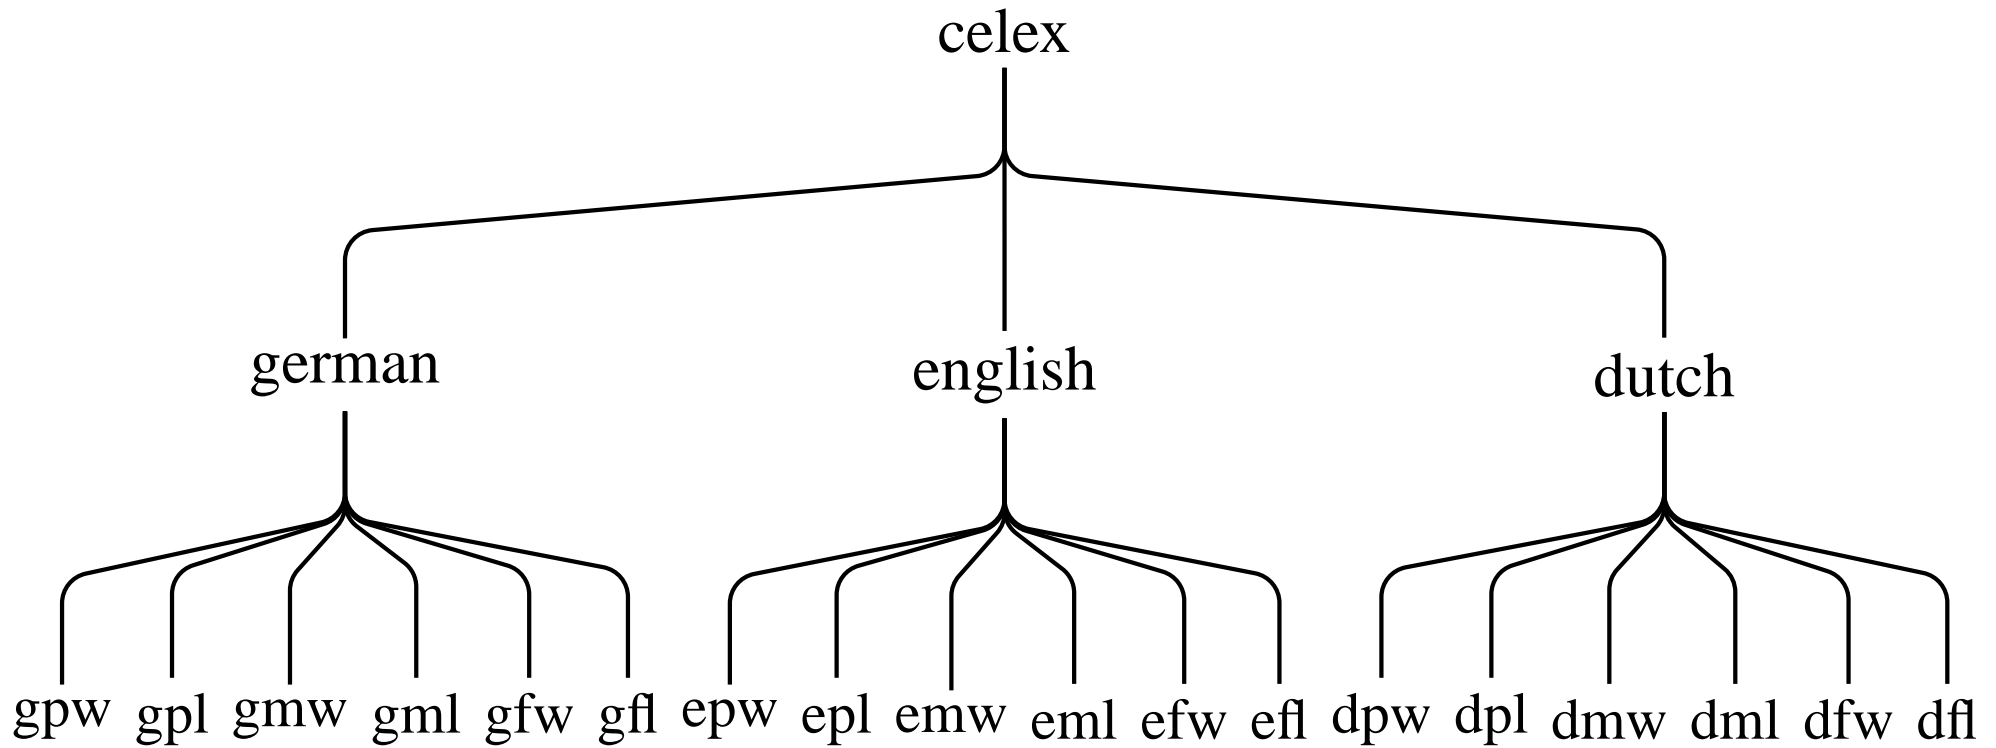 celex
german english dutch
gpw gpl gmw gml gfw gfl epw epl emw eml efw efl dpw dpl dmw dml dfw dfl